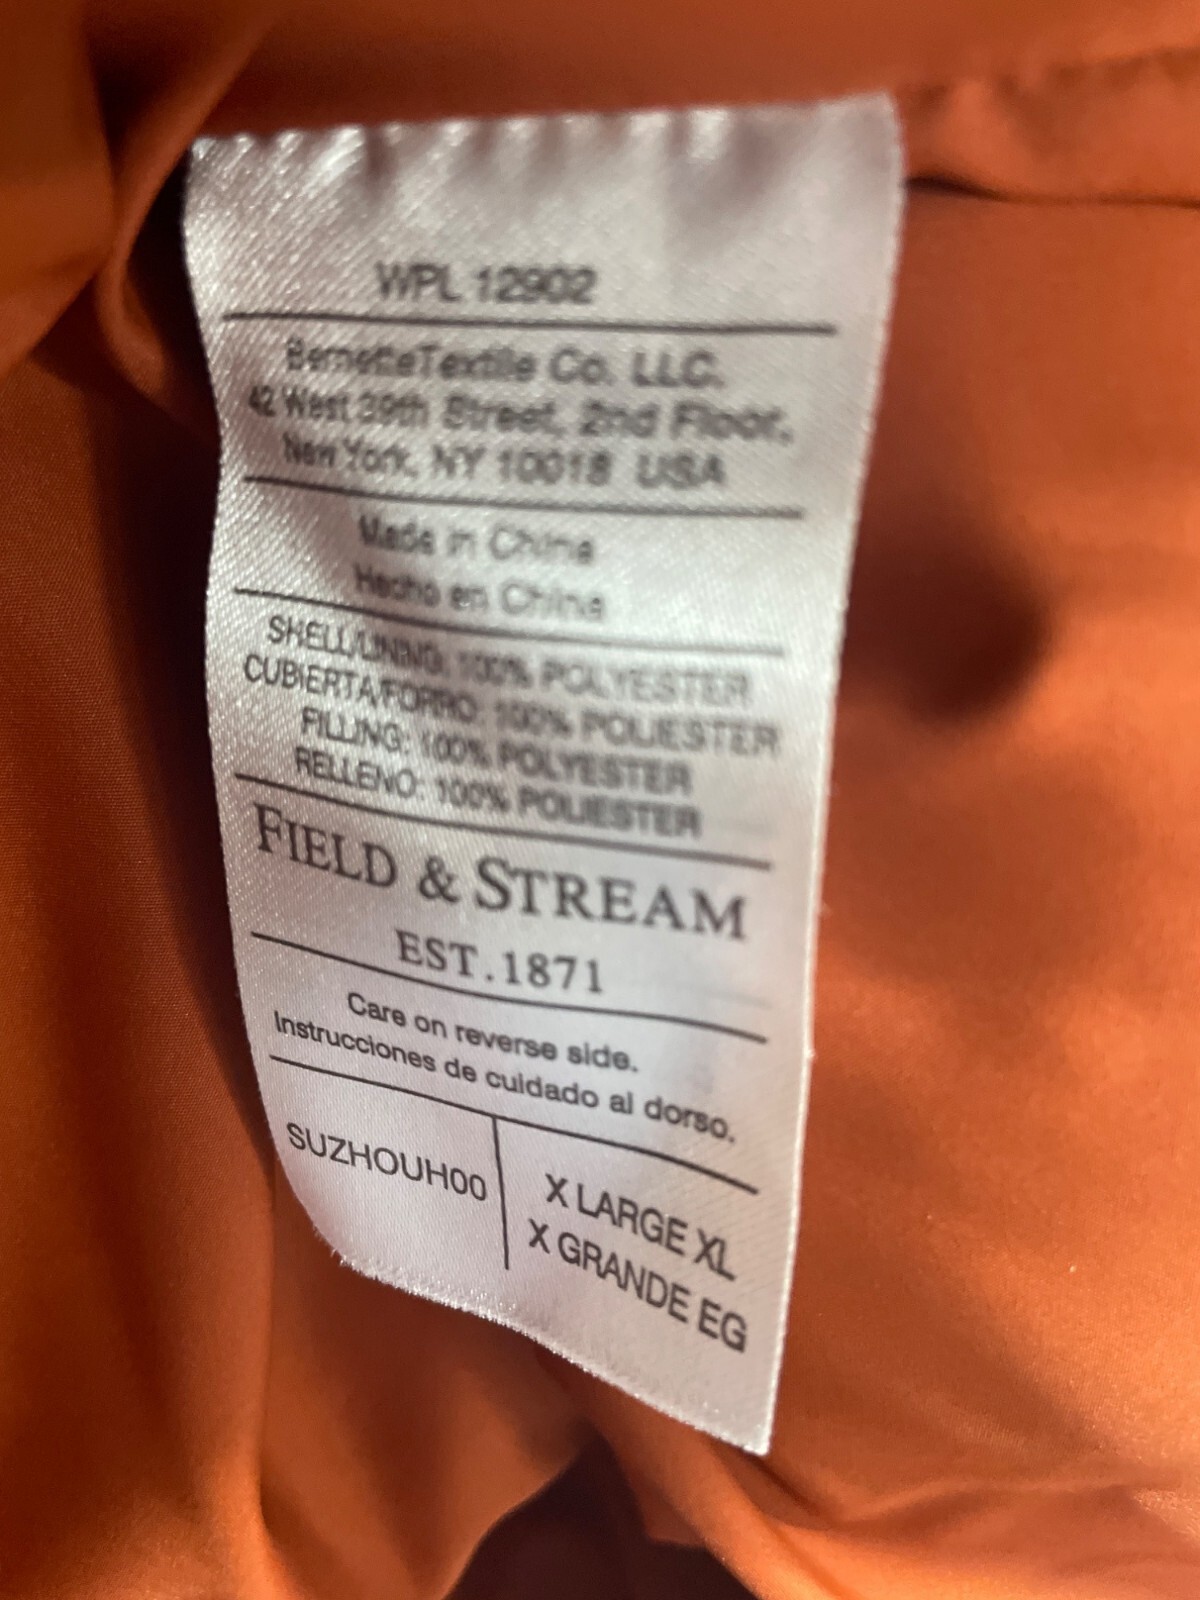 WPL 12902
BernetteTextile Co. LLC.
42 West 39th Street, 2nd Floor,
New York, NY 10018 USA
Made in China
Hecho en China
SHELL/LINING: 100% POLYESTER
CUBIERTA/FORRO: 100% POLIESTER
FILLING: 100% POLYESTER
RELLENO: 100% POLIESTER
FIELD & STREAM
EST.1871
Care on reverse side.
Instrucciones de cuidado al dorso.
SUZHOUH00
X LARGE XL
X GRANDE EG